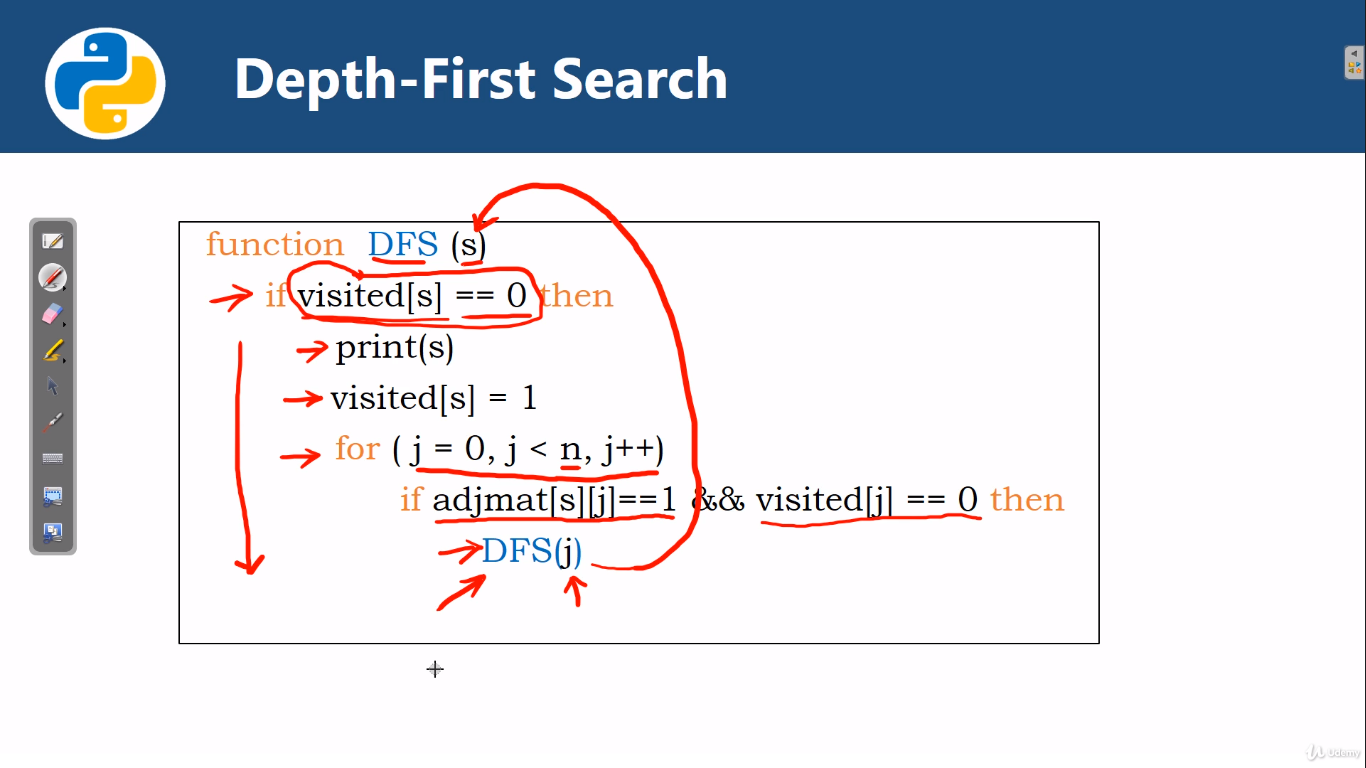 Depth-First Search
function DFS (s)
if visited[s] == 0 then
print(s)
visited[s] = 1
for ( j = 0, j < n, j++)
if adjmat[s][j]==1 && visited[j] == 0 then
DFS(j)
Udemy